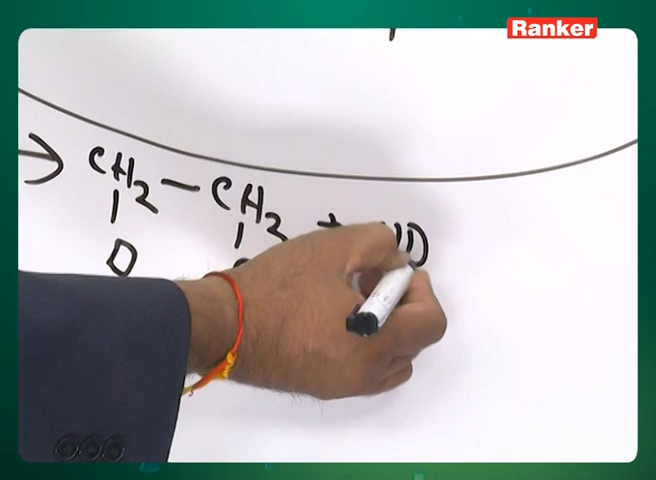 Ranker
→ CH2 – CH2 +
O